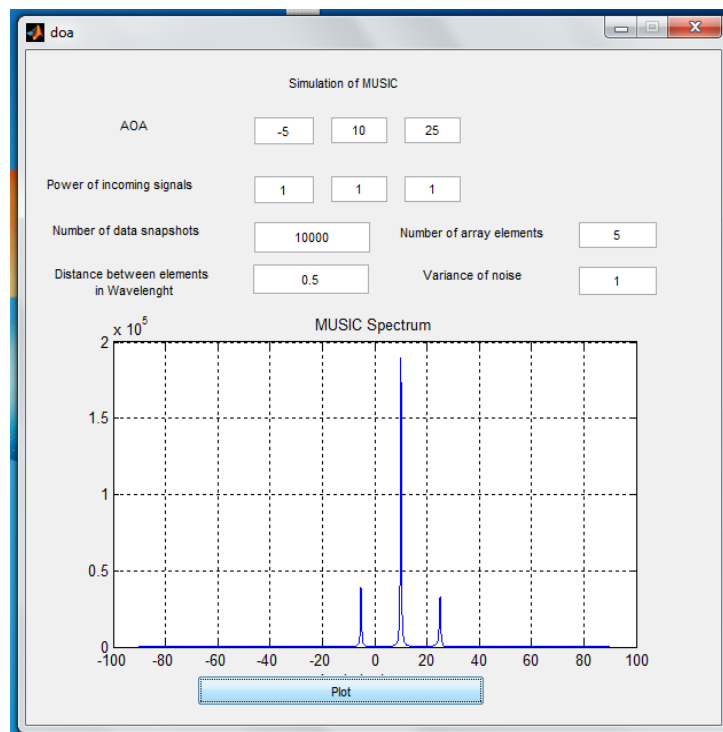 doa
Simulation of MUSIC
AOA -5 10 25
Power of incoming signals 1 1 1
Number of data snapshots 10000 Number of array elements 5
Distance between elements
in Wavelenght 0.5 Variance of noise 1
MUSIC Spectrum
x 10^5
2
1.5
1
0.5
0
-100 -80 -60 -40 -20 0 20 40 60 80 100
Plot